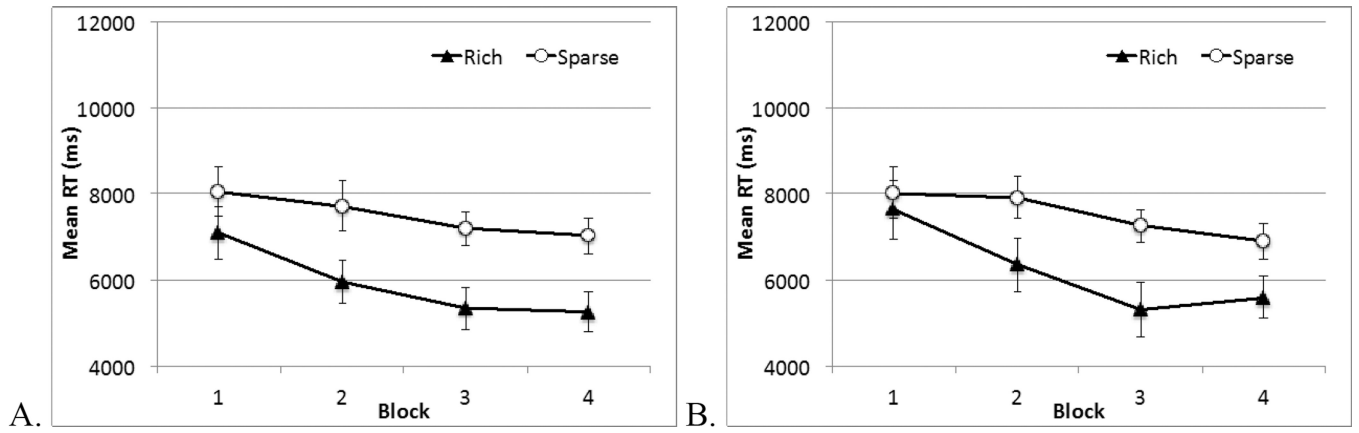 A.
12000
10000
8000
6000
4000
Mean RT (ms)
Rich Sparse
1 2 3 4
Block
B.
12000
10000
8000
6000
4000
Mean RT (ms)
Rich Sparse
1 2 3 4
Block